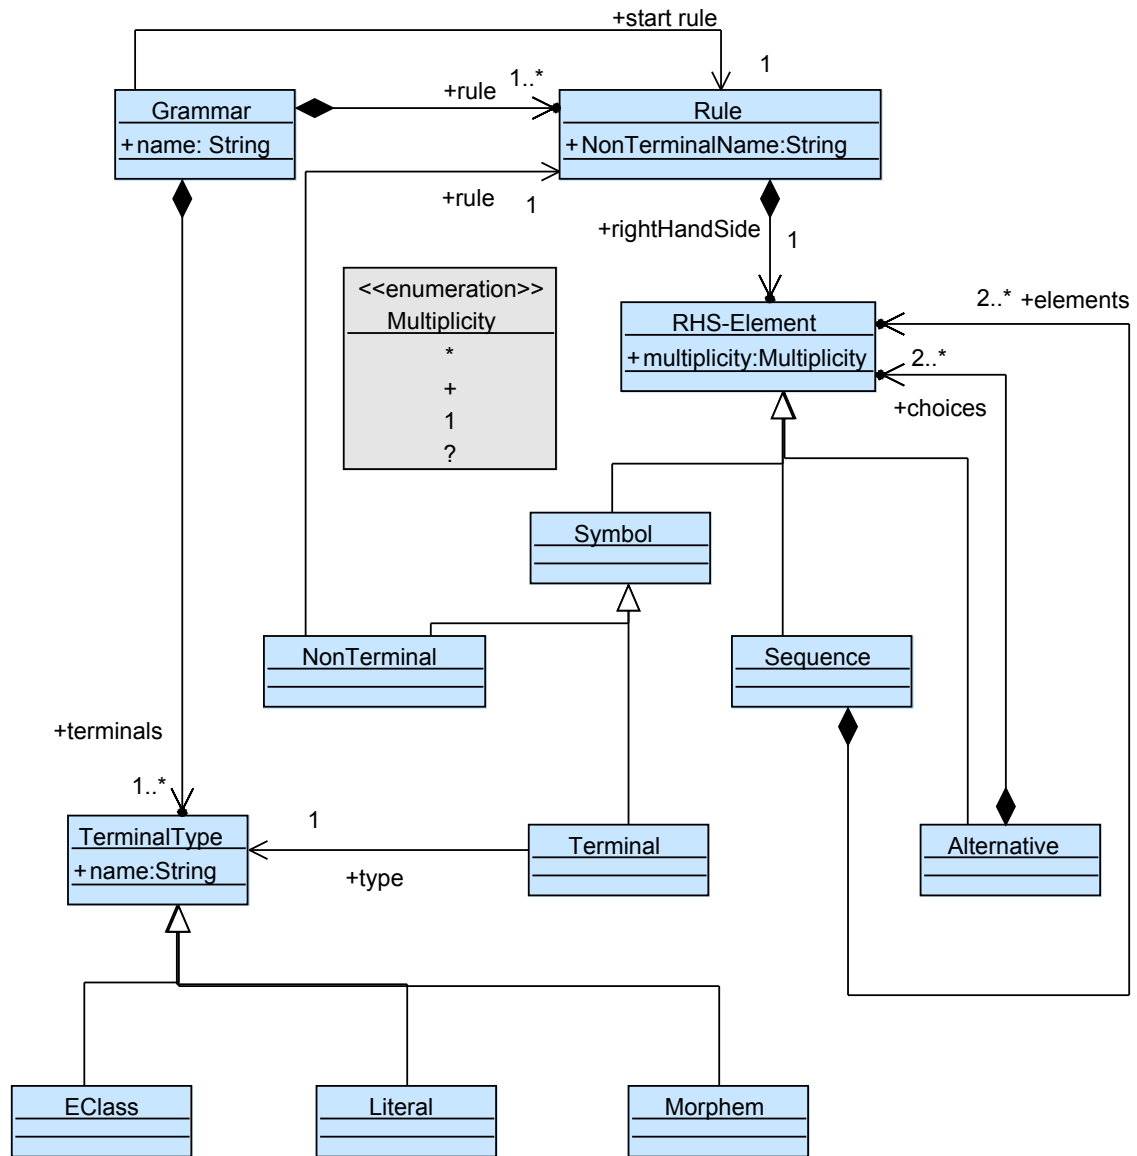 +start rule
1
1..*
+rule
Grammar
+ name: String
Rule
+ NonTerminalName:String
+rule
1
+rightHandSide
1
<<enumeration>>
Multiplicity
*
+
1
?
2..* +elements
RHS-Element
+ multiplicity:Multiplicity
2..*
+choices
Symbol
NonTerminal
Sequence
+terminals
1..*
TerminalType
+ name:String
1
+type
Terminal
Alternative
EClass
Literal
Morphem